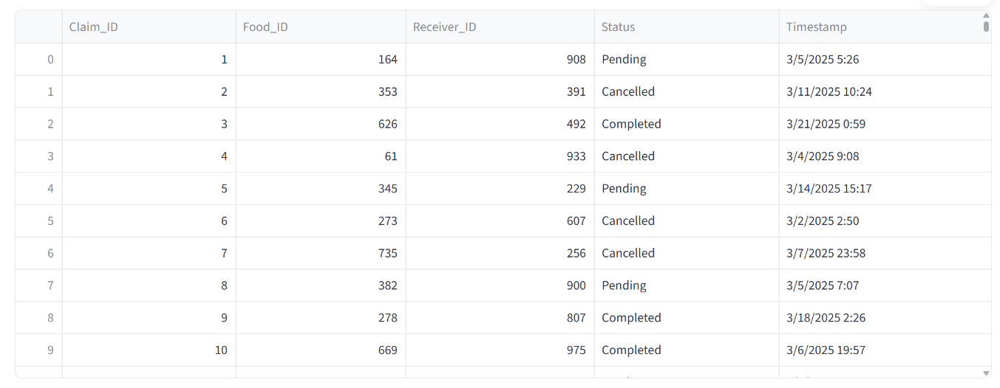 Claim_ID Food_ID Receiver_ID Status Timestamp
0 1 164 908 Pending 3/5/2025 5:26
1 2 353 391 Cancelled 3/11/2025 10:24
2 3 626 492 Completed 3/21/2025 0:59
3 4 61 933 Cancelled 3/4/2025 9:08
4 5 345 229 Pending 3/14/2025 15:17
5 6 273 607 Cancelled 3/2/2025 2:50
6 7 735 256 Cancelled 3/7/2025 23:58
7 8 382 900 Pending 3/5/2025 7:07
8 9 278 807 Completed 3/18/2025 2:26
9 10 669 975 Completed 3/6/2025 19:57